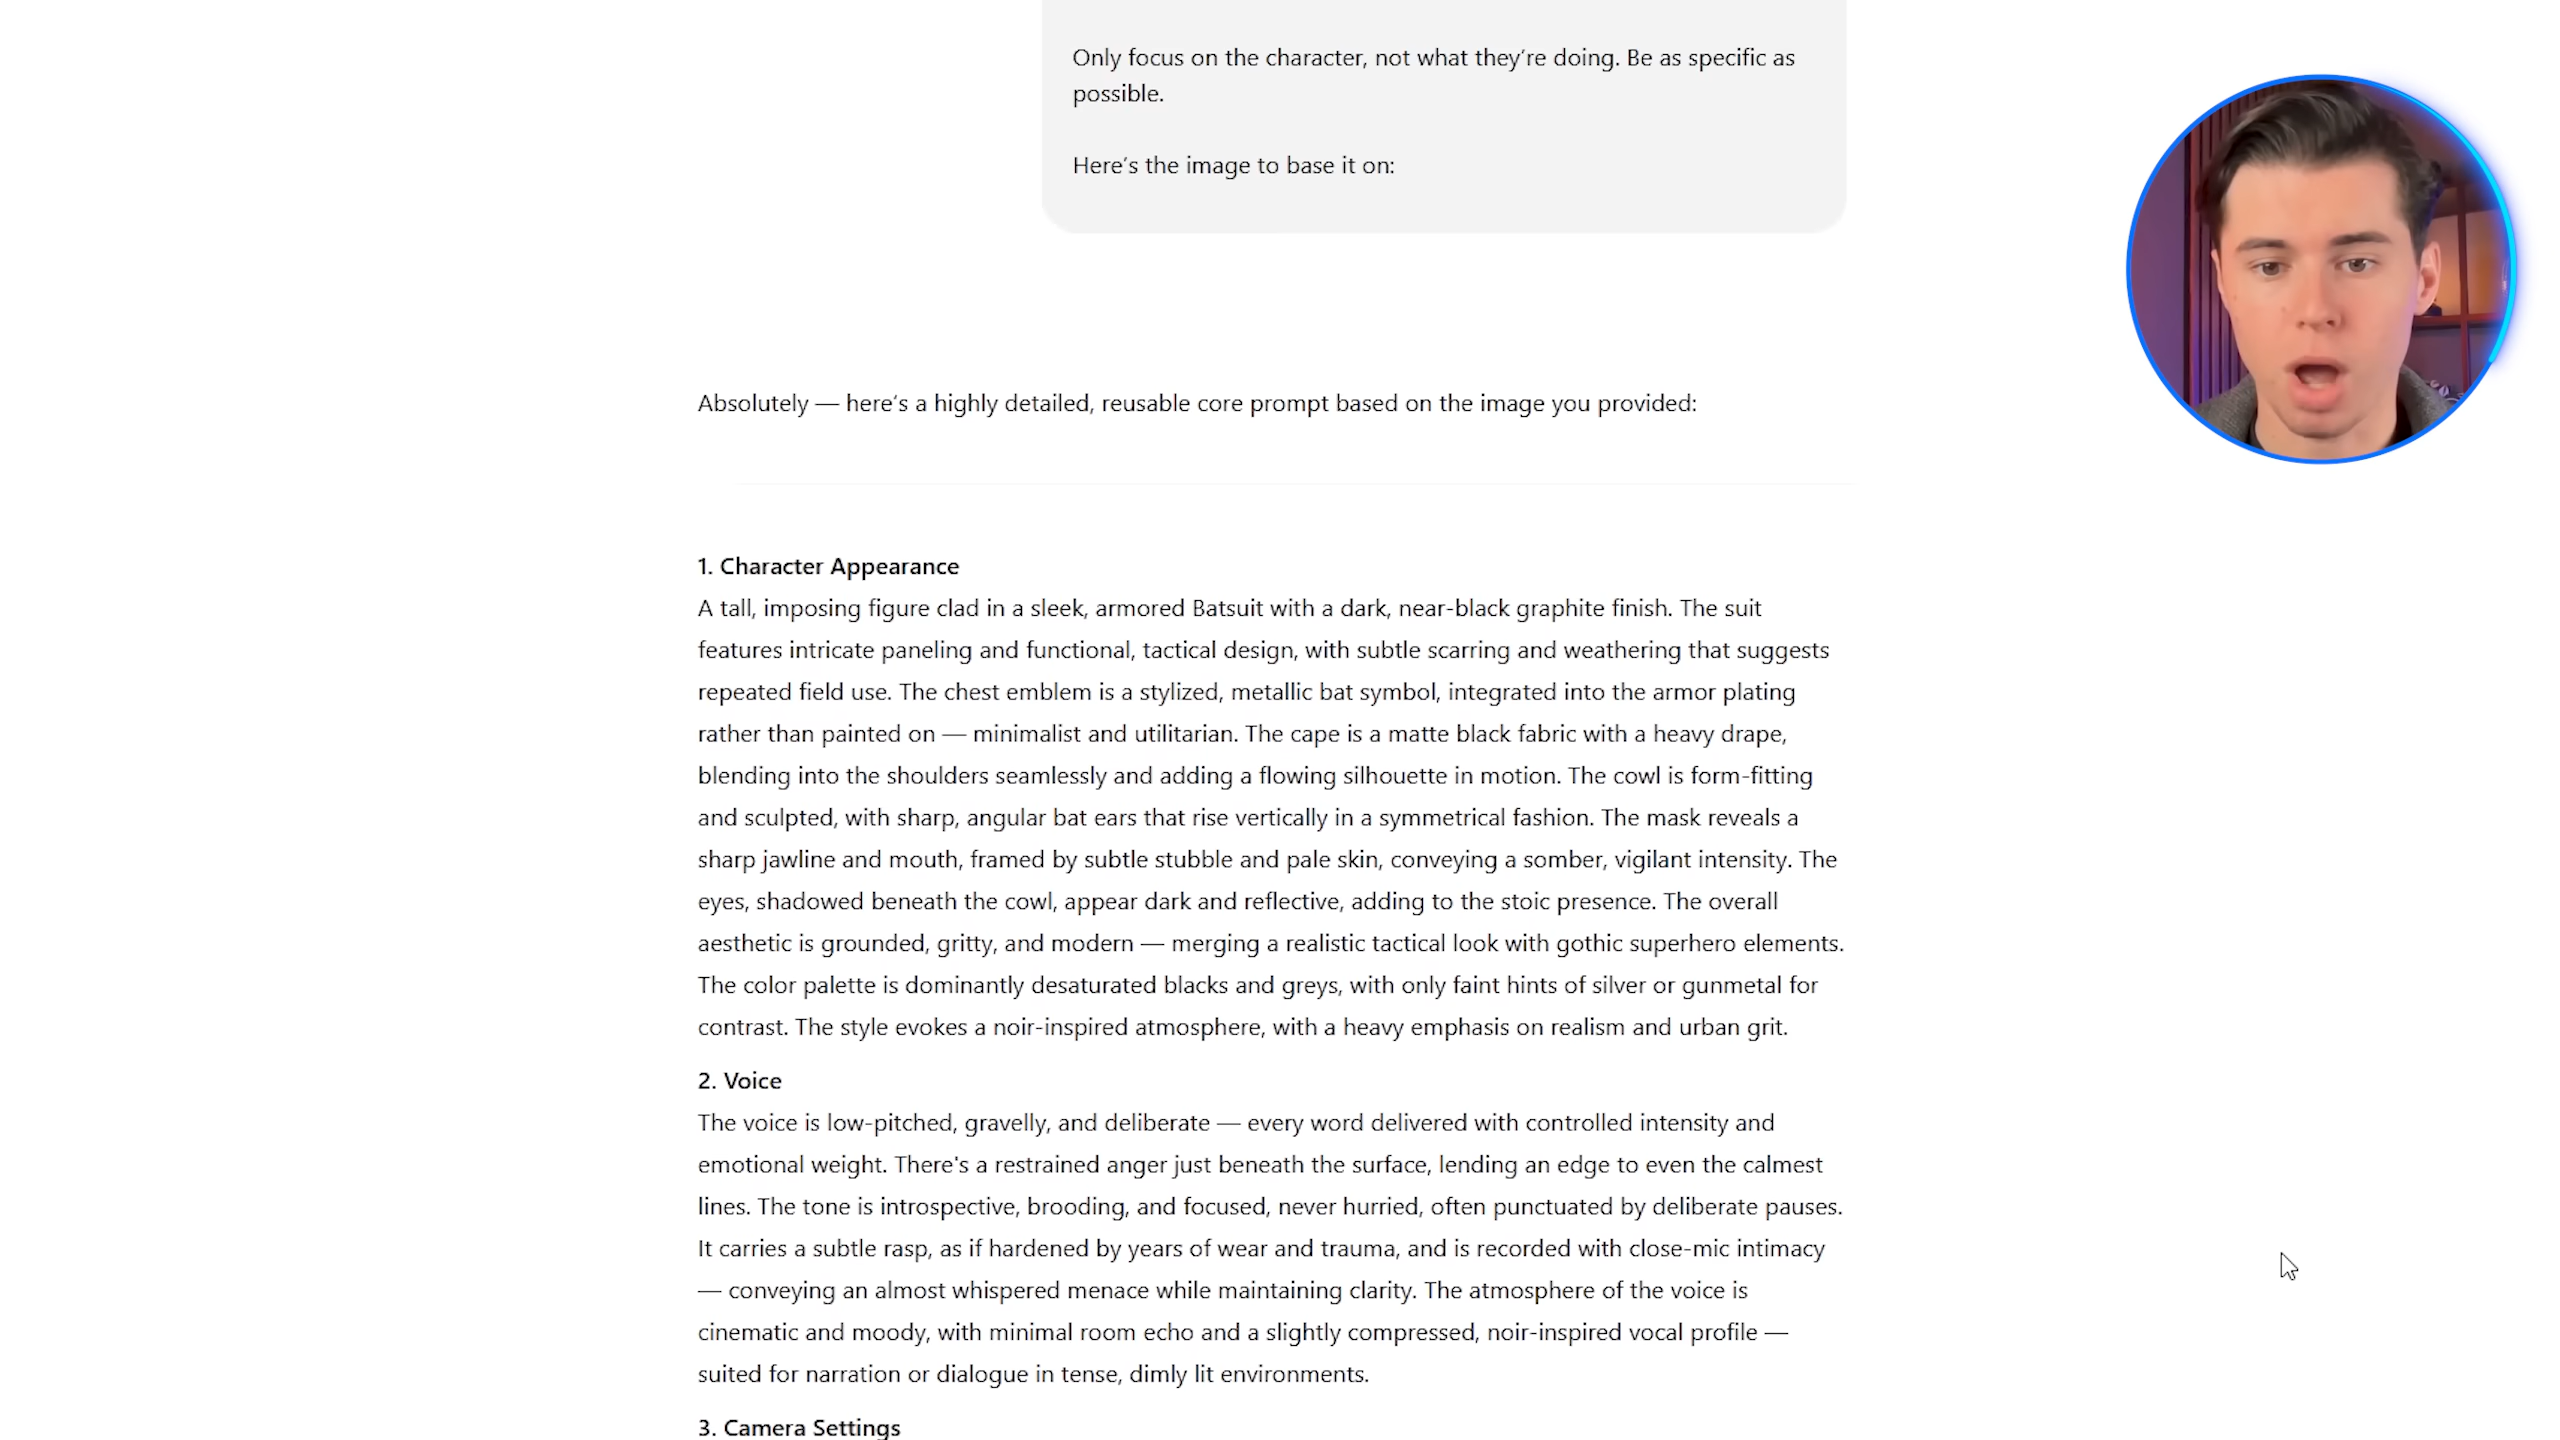 Only focus on the character, not what they're doing. Be as specific as
possible.
Here's the image to base it on:
Absolutely — here's a highly detailed, reusable core prompt based on the image you provided:
1. Character Appearance
A tall, imposing figure clad in a sleek, armored Batsuit with a dark, near-black graphite finish. The suit
features intricate paneling and functional, tactical design, with subtle scarring and weathering that suggests
repeated field use. The chest emblem is a stylized, metallic bat symbol, integrated into the armor plating
rather than painted on — minimalist and utilitarian. The cape is a matte black fabric with a heavy drape,
blending into the shoulders seamlessly and adding a flowing silhouette in motion. The cowl is form-fitting
and sculpted, with sharp, angular bat ears that rise vertically in a symmetrical fashion. The mask reveals a
sharp jawline and mouth, framed by subtle stubble and pale skin, conveying a somber, vigilant intensity. The
eyes, shadowed beneath the cowl, appear dark and reflective, adding to the stoic presence. The overall
aesthetic is grounded, gritty, and modern — merging a realistic tactical look with gothic superhero elements.
The color palette is dominantly desaturated blacks and greys, with only faint hints of silver or gunmetal for
contrast. The style evokes a noir-inspired atmosphere, with a heavy emphasis on realism and urban grit.
2. Voice
The voice is low-pitched, gravelly, and deliberate — every word delivered with controlled intensity and
emotional weight. There's a restrained anger just beneath the surface, lending an edge to even the calmest
lines. The tone is introspective, brooding, and focused, never hurried, often punctuated by deliberate pauses.
It carries a subtle rasp, as if hardened by years of wear and trauma, and is recorded with close-mic intimacy
— conveying an almost whispered menace while maintaining clarity. The atmosphere of the voice is
cinematic and moody, with minimal room echo and a slightly compressed, noir-inspired vocal profile —
suited for narration or dialogue in tense, dimly lit environments.
3. Camera Settings